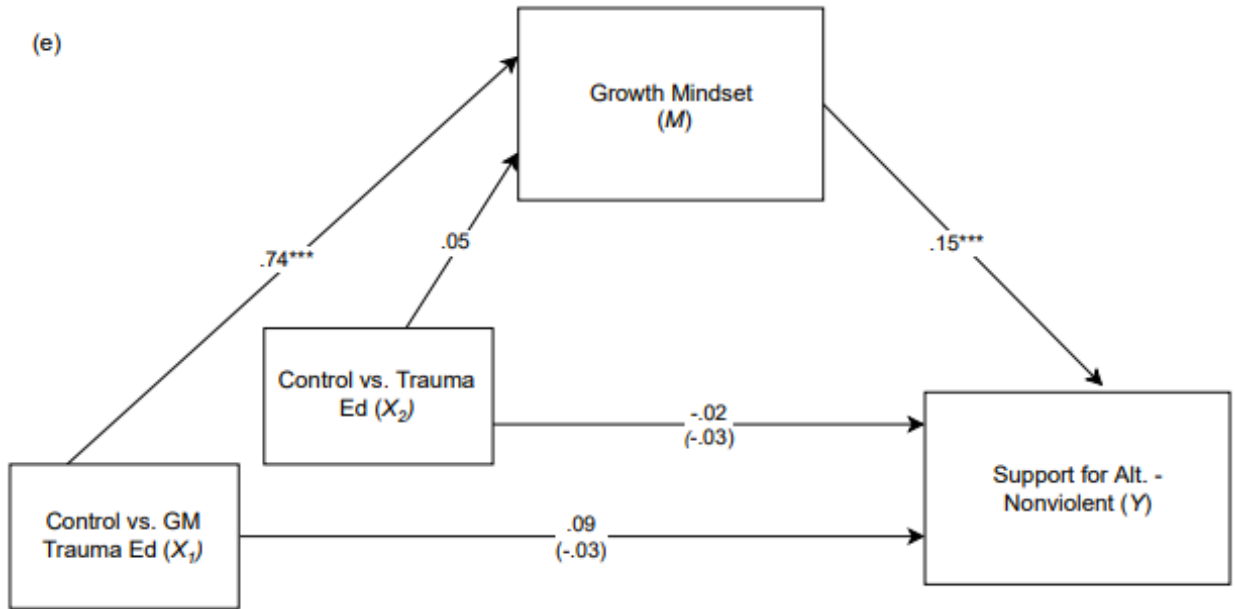 (e)
Growth Mindset
(M)
.74***
.05
.15***
Control vs. Trauma
Ed (X₂)
-.02
(-.03)
Support for Alt. -
Nonviolent (Y)
Control vs. GM
Trauma Ed (X₁)
.09
(-.03)